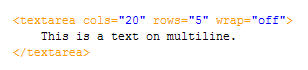 <textarea cols="20" rows="5" wrap="off">
    This is a text on multiline.
</textarea>